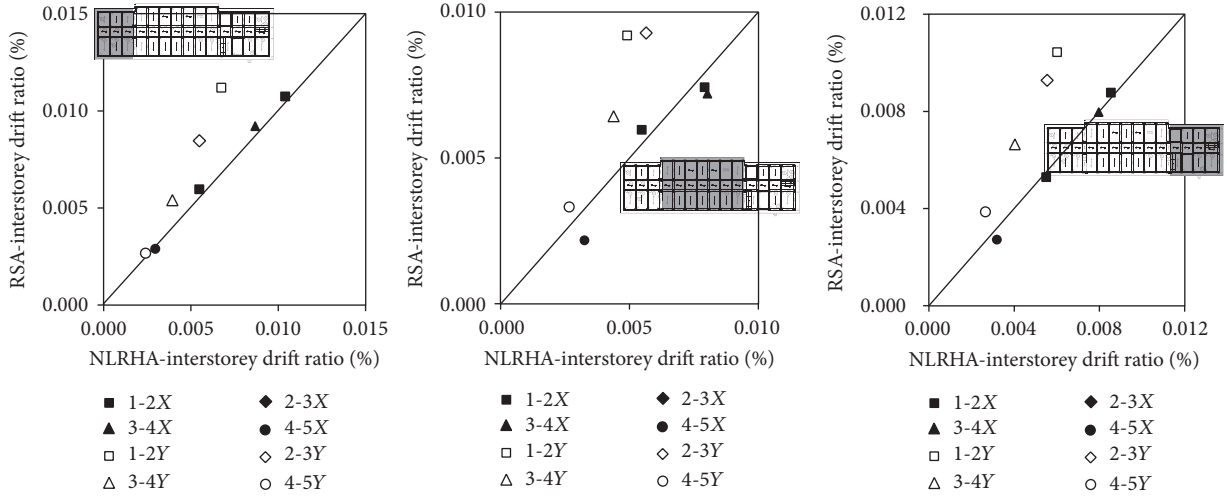 RSA-interstorey drift ratio (%)
0.015
0.010
0.005
0.000
0.000 0.005 0.010 0.015
NLRHA-interstorey drift ratio (%)
1-2X 2-3X
3-4X 4-5X
1-2Y 2-3Y
3-4Y 4-5Y
RSA-interstorey drift ratio (%)
0.010
0.005
0.000
0.000 0.005 0.010
NLRHA-interstorey drift ratio (%)
1-2X 2-3X
3-4X 4-5X
1-2Y 2-3Y
3-4Y 4-5Y
RSA-interstorey drift ratio (%)
0.012
0.008
0.004
0.000
0.000 0.004 0.008 0.012
NLRHA-interstorey drift ratio (%)
1-2X 2-3X
3-4X 4-5X
1-2Y 2-3Y
3-4Y 4-5Y